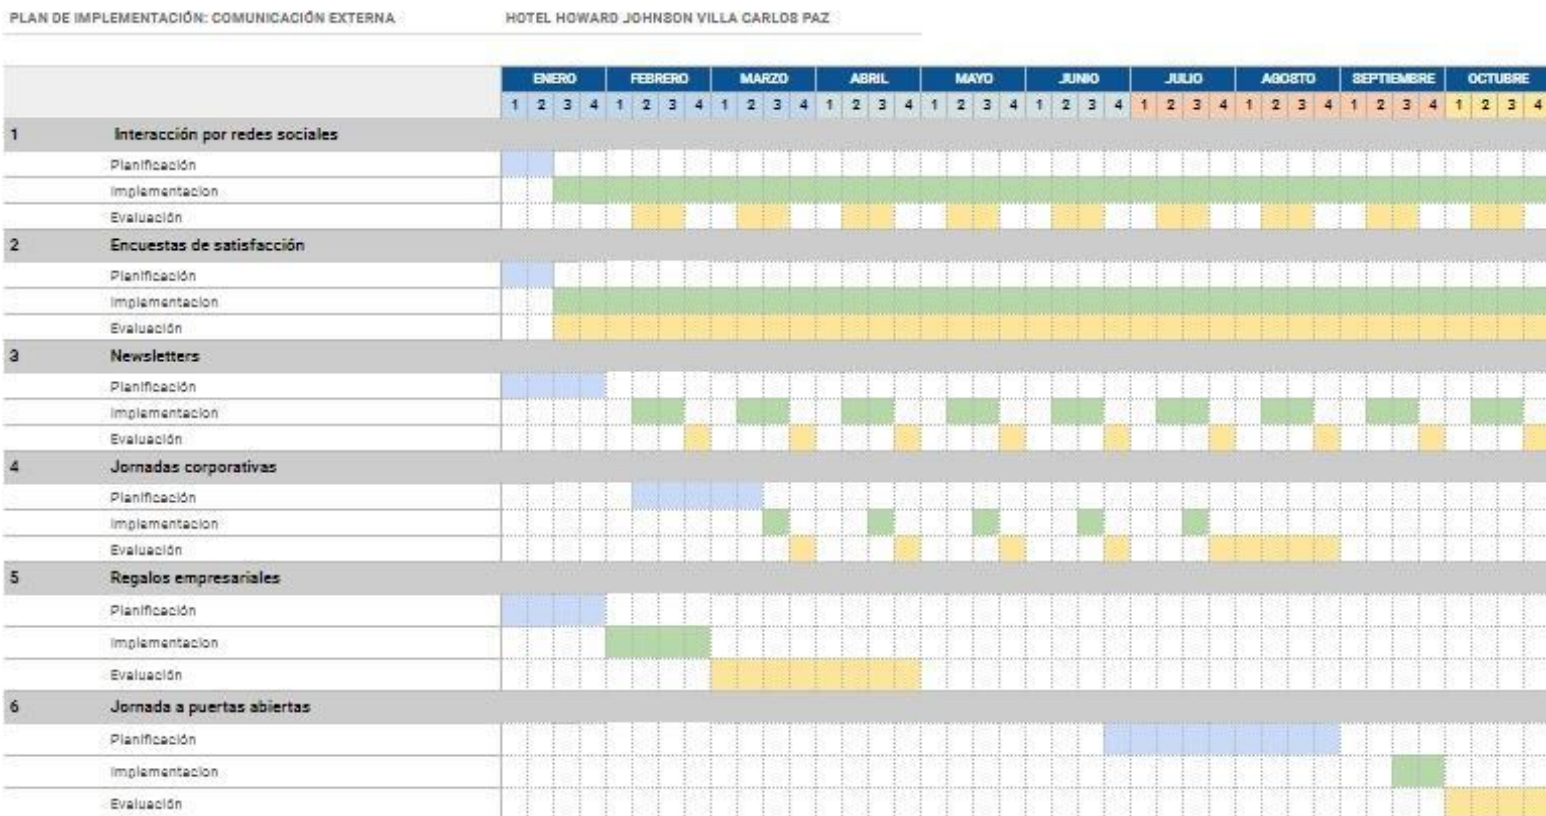 PLAN DE IMPLEMENTACIÓN: COMUNICACIÓN EXTERNA HOTEL HOWARD JOHNSON VILLA CARLOS PAZ
ENERO FEBRERO MARZO ABRIL MAYO JUNIO JULIO AGOSTO SEPTIEMBRE OCTUBRE
1 2 3 4 1 2 3 4 1 2 3 4 1 2 3 4 1 2 3 4 1 2 3 4 1 2 3 4 1 2 3 4 1 2 3 4 1 2 3 4
1 Interacción por redes sociales
Planificación
Implementacion
Evaluación
2 Encuestas de satisfacción
Planificación
Implementacion
Evaluación
3 Newsletters
Planificación
Implementacion
Evaluación
4 Jornadas corporativas
Planificación
Implementacion
Evaluación
5 Regalos empresariales
Planificación
Implementacion
Evaluación
6 Jornada a puertas abiertas
Planificación
Implementacion
Evaluación